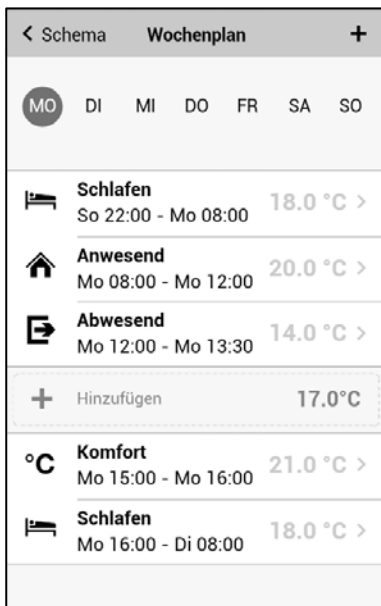 Schema Wochenplan +
MO DI MI DO FR SA SO
Schlafen
So 22:00 - Mo 08:00 18.0 °C >
Anwesend
Mo 08:00 - Mo 12:00 20.0 °C >
Abwesend
Mo 12:00 - Mo 13:30 14.0 °C >
+ Hinzufügen 17.0°C
°C Komfort
Mo 15:00 - Mo 16:00 21.0 °C >
Schlafen
Mo 16:00 - Di 08:00 18.0 °C >